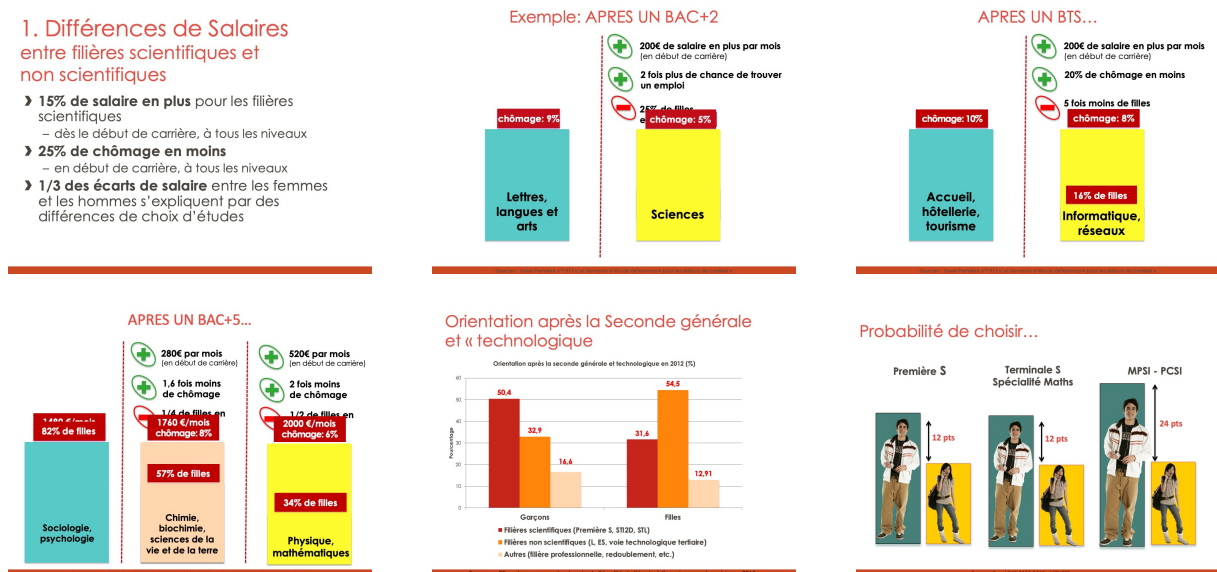 1. Différences de Salaires
entre filières scientifiques et
non scientifiques
15% de salaire en plus pour les filières
scientifiques
– dès le début de carrière, à tous les niveaux
25% de chômage en moins
– en début de carrière, à tous les niveaux
1/3 des écarts de salaire entre les femmes
et les hommes s'expliquent par des
différences de choix d'études
Exemple: APRES UN BAC+2
200€ de salaire en plus par mois
(en début de carrière)
2 fois plus de chance de trouver
un emploi
25% de filles
chômage: 9%
chômage: 5%
Lettres,
langues et
arts
Sciences
APRES UN BTS…
200€ de salaire en plus par mois
(en début de carrière)
20% de chômage en moins
5 fois moins de filles
chômage: 10%
chômage: 8%
16% de filles
Accueil,
hôtellerie,
tourisme
Informatique,
réseaux
APRES UN BAC+5…
280€ par mois
(en début de carrière)
1,6 fois moins
de chômage
1/4 de filles en
520€ par mois
(en début de carrière)
2 fois moins
de chômage
1/2 de filles en
82% de filles
1760 €/mois
chômage: 8%
2000 €/mois
chômage: 6%
57% de filles
34% de filles
Sociologie,
psychologie
Chimie,
biochimie,
sciences de la
vie et de la terre
Physique,
mathématiques
Orientation après la Seconde générale
et « technologique
Orientation après la seconde générale et technologique en 2012 (%)
Pourcentage
60
50
40
30
20
10
0
50,4
32,9
16,6
31,6
54,5
12,91
Garçons
Filles
Filières scientifiques (Première S, STI2D, STL)
Filières non scientifiques (L, ES, voie technologique tertiaire)
Autres (filière professionnelle, redoublement, etc.)
Probabilité de choisir…
Première S
Terminale S
Spécialité Maths
MPSI - PCSI
12 pts
12 pts
24 pts